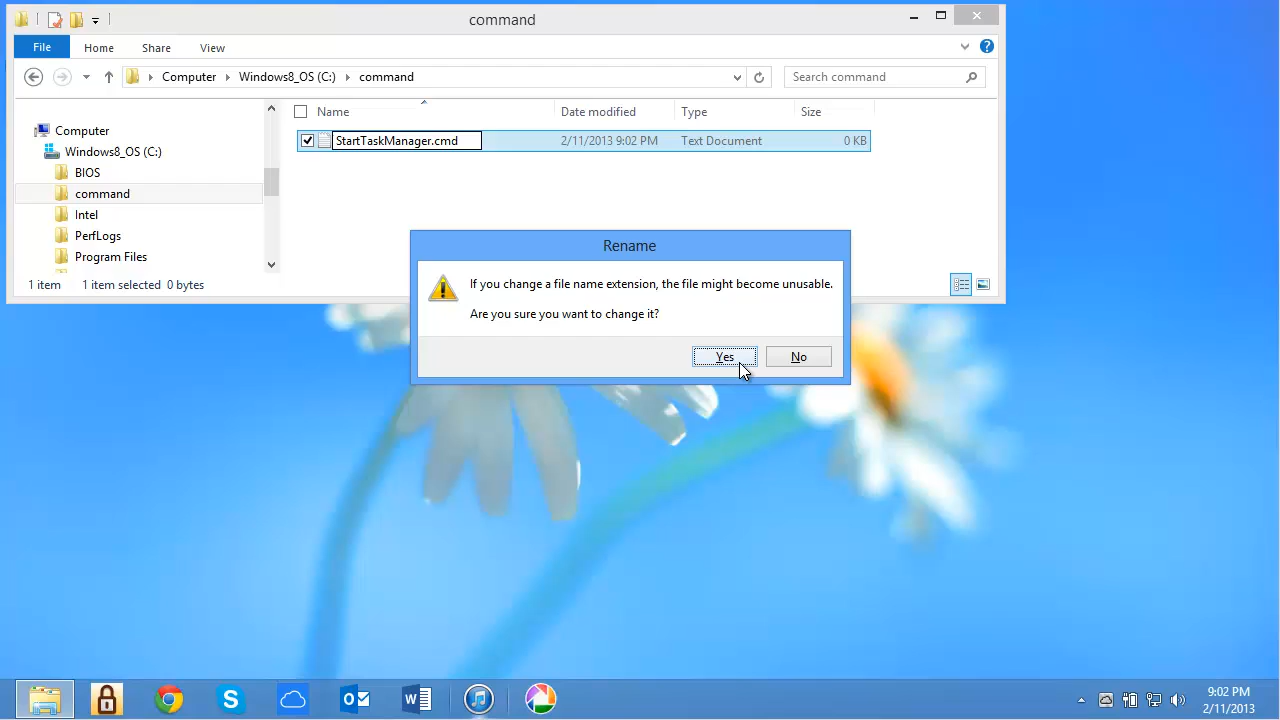 command
File Home Share View
Computer Windows8_OS (C:) command
Search command
Name Date modified Type Size
StartTaskManager.cmd 2/11/2013 9:02 PM Text Document 0 KB
Computer
Windows8_OS (C:)
BIOS
command
Intel
PerfLogs
Program Files
1 item 1 item selected 0 bytes
Rename
If you change a file name extension, the file might become unusable.
Are you sure you want to change it?
Yes No
9:02 PM
2/11/2013